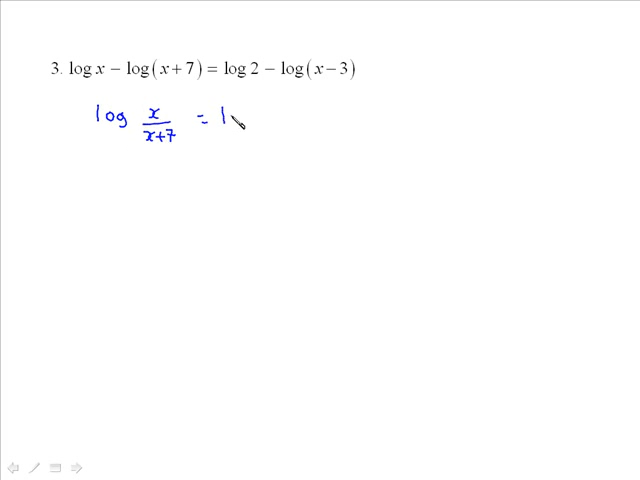 3. log x − log(x+7) = log 2 − log(x−3)
log x/(x+7) = l